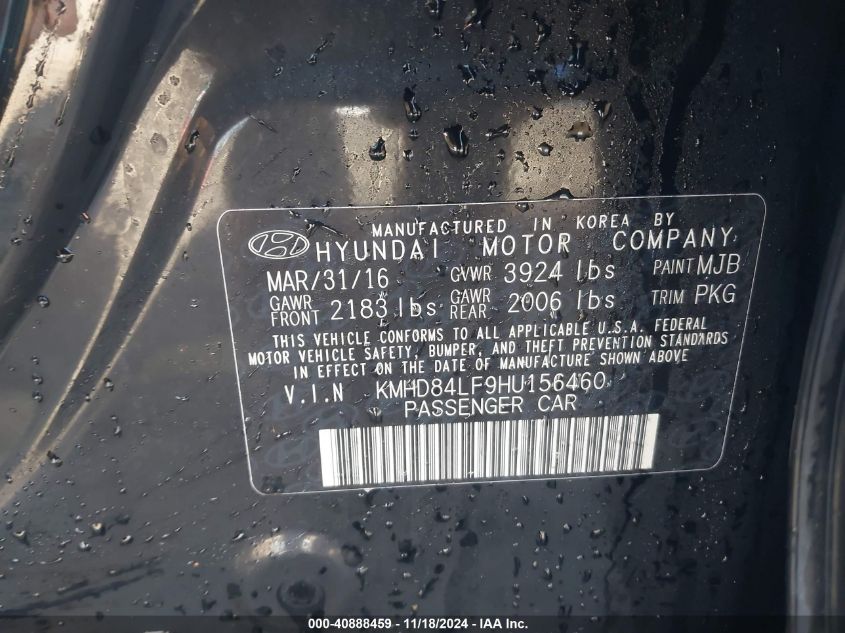 MANUFACTURED IN KOREA BY
HYUNDAI MOTOR COMPANY
MAR/31/16 GVWR 3924 lbs PAINT MJB
GAWR FRONT 2183 lbs GAWR REAR 2006 lbs TRIM PKG
THIS VEHICLE CONFORMS TO ALL APPLICABLE U.S.A. FEDERAL
MOTOR VEHICLE SAFETY, BUMPER, AND THEFT PREVENTION STANDARDS
IN EFFECT ON THE DATE OF MANUFACTURE SHOWN ABOVE
V.I.N KMHD84LF9HU156460
PASSENGER CAR
000-40888459 - 11/18/2024 - IAA Inc.